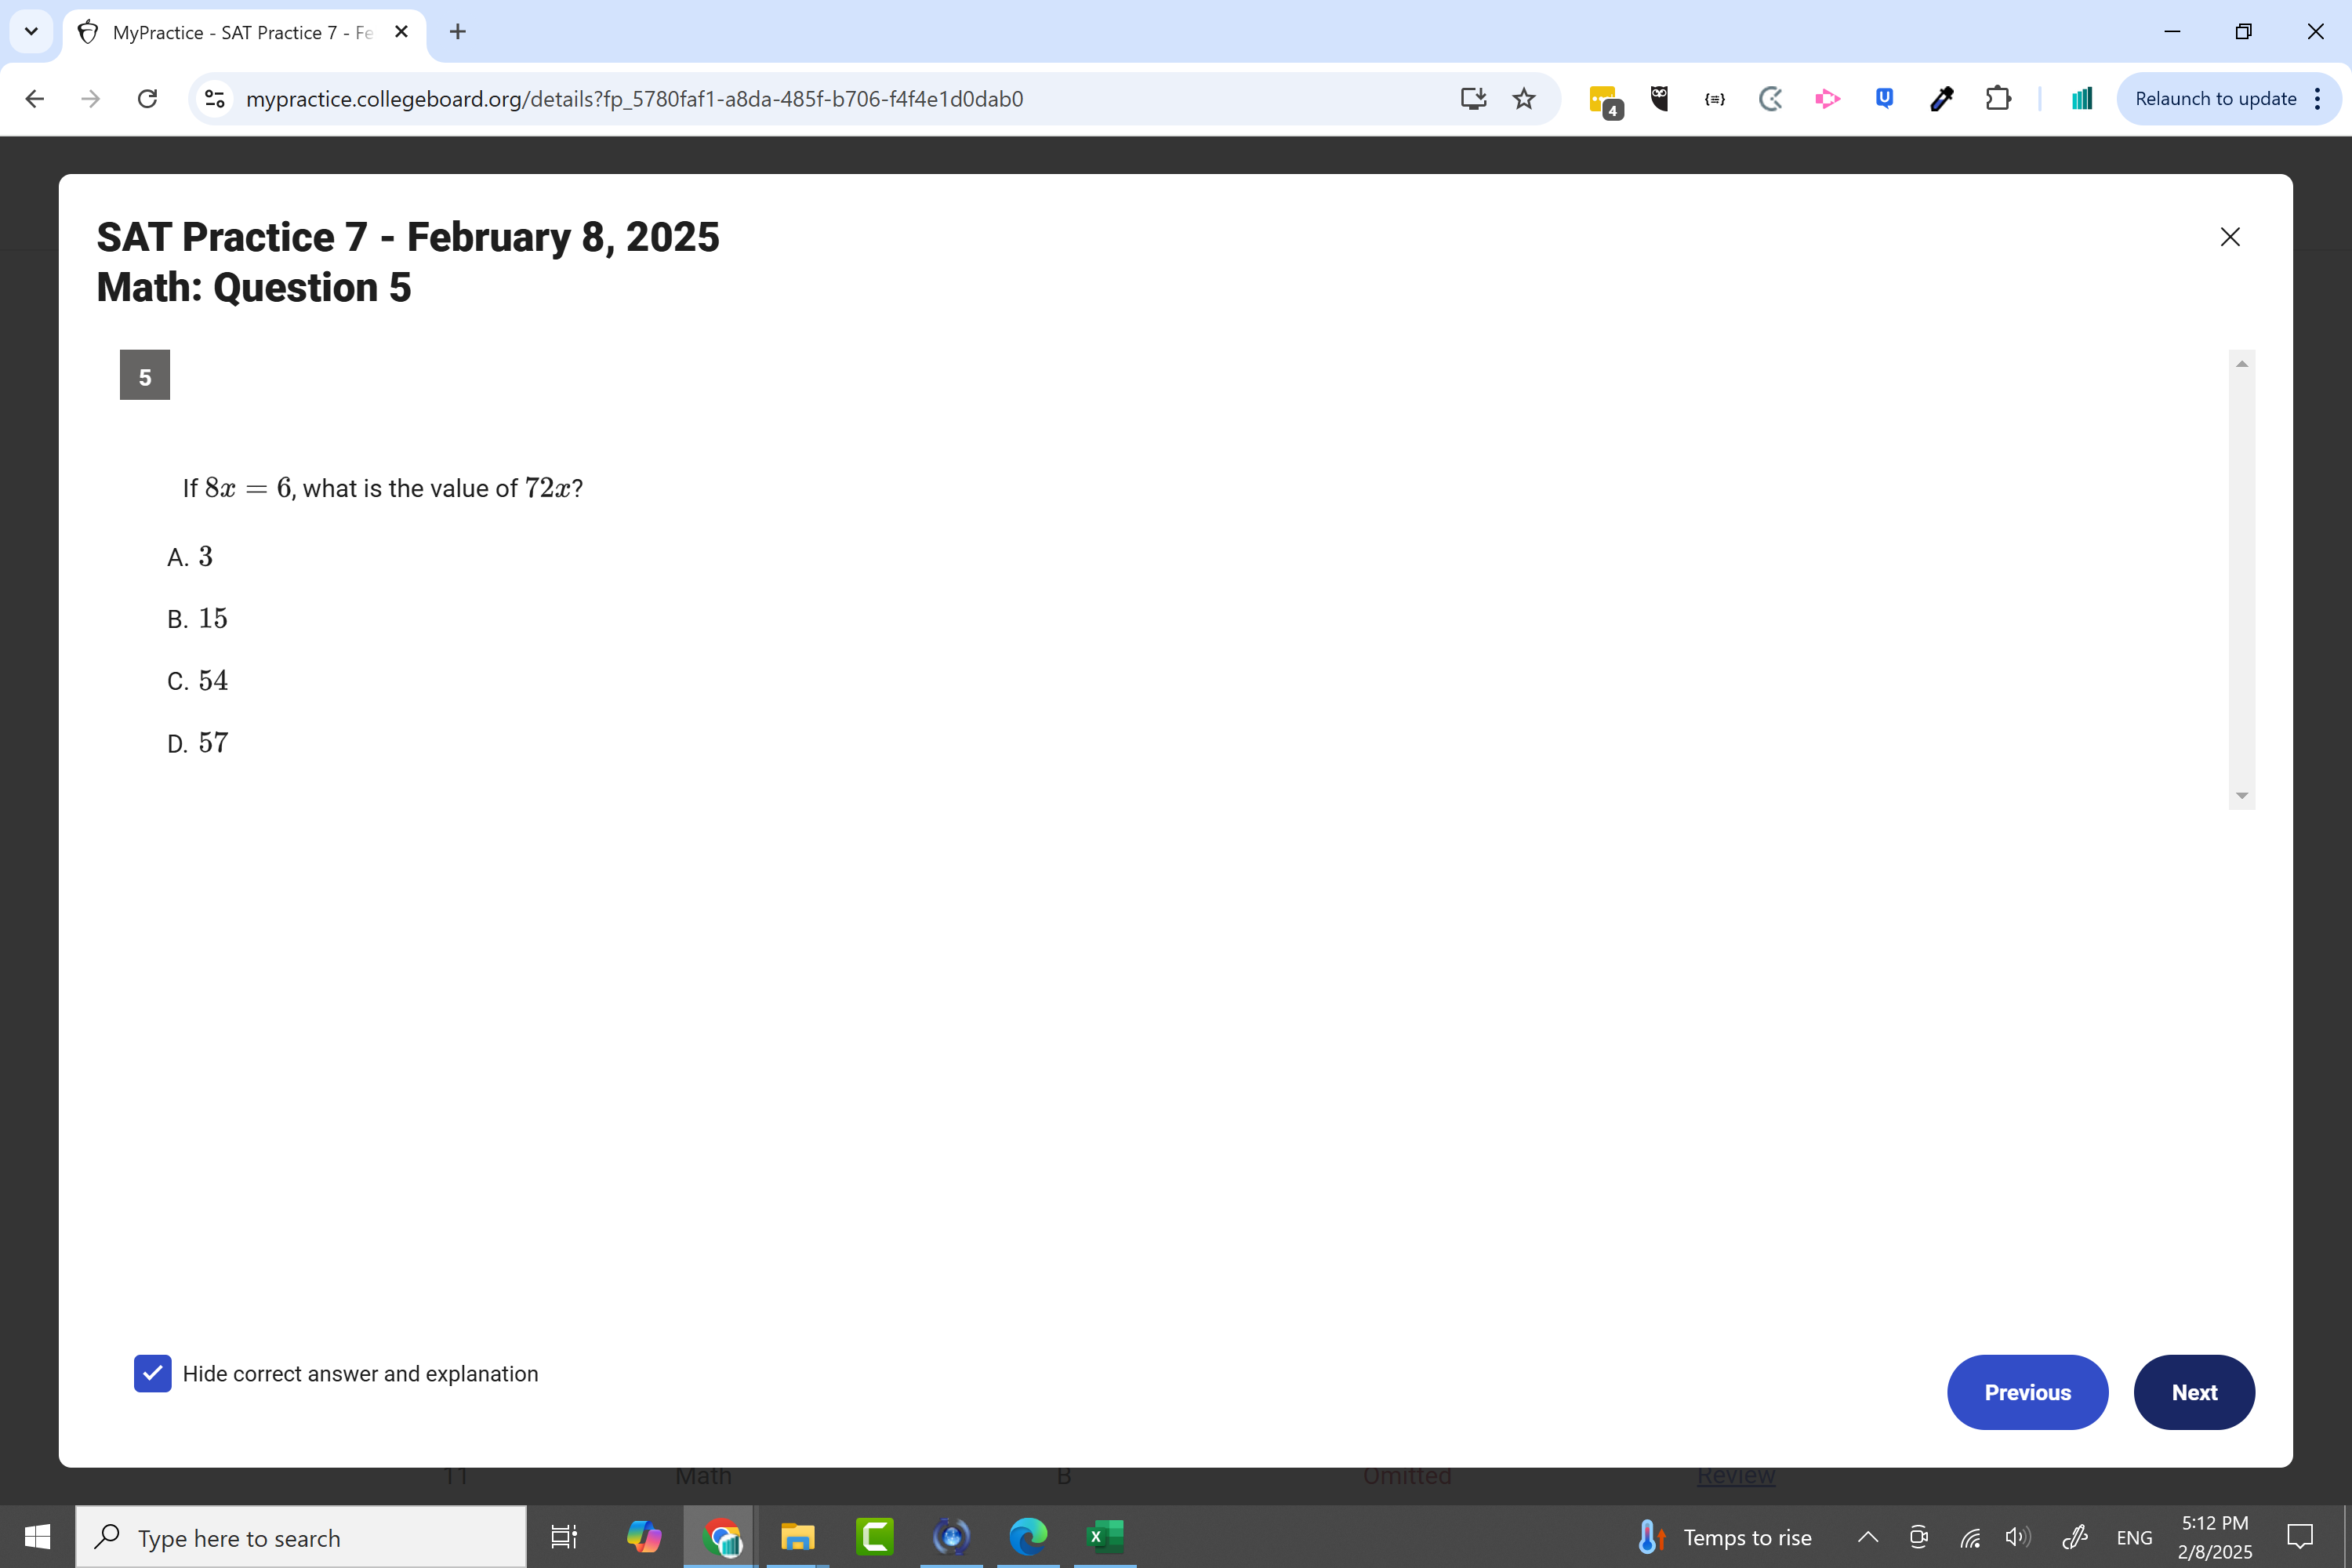 MyPractice - SAT Practice 7 - Fe
mypractice.collegeboard.org/details?fp_5780faf1-a8da-485f-b706-f4f4e1d0dab0
4
Relaunch to update
SAT Practice 7 - February 8, 2025
Math: Question 5
5
If 8x = 6, what is the value of 72x?
A. 3
B. 15
C. 54
D. 57
Hide correct answer and explanation
Previous
Next
11 Math B Omitted Review
Type here to search
Temps to rise
ENG
5:12 PM
2/8/2025